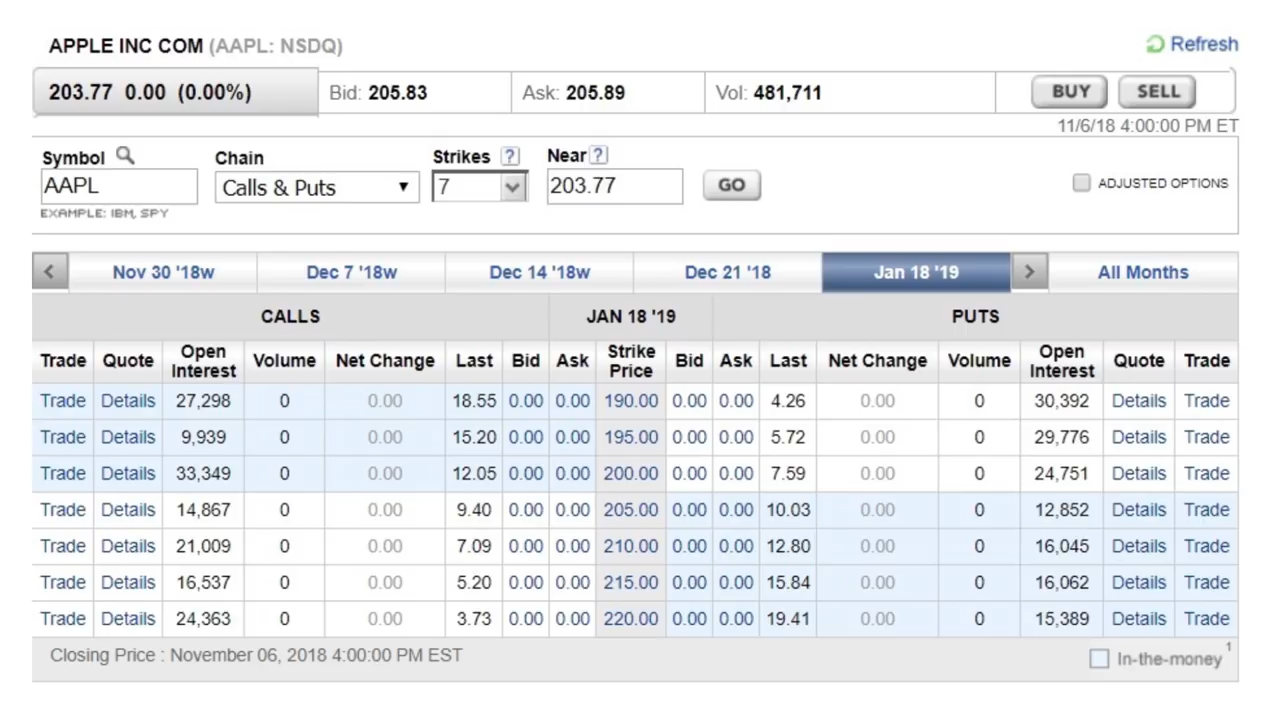 APPLE INC COM (AAPL: NSDQ) Refresh
203.77 0.00 (0.00%) Bid: 205.83 Ask: 205.89 Vol: 481,711 BUY SELL
11/6/18 4:00:00 PM ET
Symbol Chain Strikes ? Near ?
AAPL Calls & Puts 7 203.77 GO ADJUSTED OPTIONS
EXAMPLE: IBM, SPY
< Nov 30 '18w Dec 7 '18w Dec 14 '18w Dec 21 '18 Jan 18 '19 > All Months
CALLS JAN 18 '19 PUTS
Trade Quote Open Interest Volume Net Change Last Bid Ask Strike Price Bid Ask Last Net Change Volume Open Interest Quote Trade
Trade Details 27,298 0 0.00 18.55 0.00 0.00 190.00 0.00 0.00 4.26 0.00 0 30,392 Details Trade
Trade Details 9,939 0 0.00 15.20 0.00 0.00 195.00 0.00 0.00 5.72 0.00 0 29,776 Details Trade
Trade Details 33,349 0 0.00 12.05 0.00 0.00 200.00 0.00 0.00 7.59 0.00 0 24,751 Details Trade
Trade Details 14,867 0 0.00 9.40 0.00 0.00 205.00 0.00 0.00 10.03 0.00 0 12,852 Details Trade
Trade Details 21,009 0 0.00 7.09 0.00 0.00 210.00 0.00 0.00 12.80 0.00 0 16,045 Details Trade
Trade Details 16,537 0 0.00 5.20 0.00 0.00 215.00 0.00 0.00 15.84 0.00 0 16,062 Details Trade
Trade Details 24,363 0 0.00 3.73 0.00 0.00 220.00 0.00 0.00 19.41 0.00 0 15,389 Details Trade
Closing Price : November 06, 2018 4:00:00 PM EST In-the-money 1